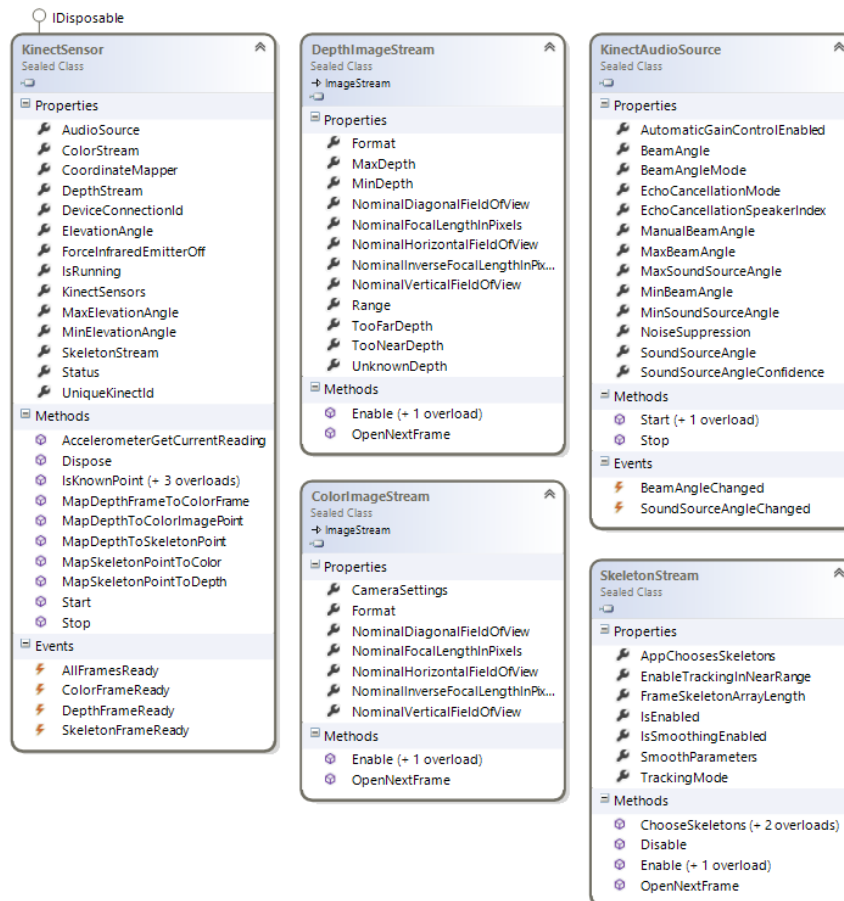 IDisposable
KinectSensor
Sealed Class
Properties
AudioSource
ColorStream
CoordinateMapper
DepthStream
DeviceConnectionId
ElevationAngle
ForceInfraredEmitterOff
IsRunning
KinectSensors
MaxElevationAngle
MinElevationAngle
SkeletonStream
Status
UniqueKinectId
Methods
AccelerometerGetCurrentReading
Dispose
IsKnownPoint (+ 3 overloads)
MapDepthFrameToColorFrame
MapDepthToColorImagePoint
MapDepthToSkeletonPoint
MapSkeletonPointToColor
MapSkeletonPointToDepth
Start
Stop
Events
AllFramesReady
ColorFrameReady
DepthFrameReady
SkeletonFrameReady
DepthImageStream
Sealed Class
ImageStream
Properties
Format
MaxDepth
MinDepth
NominalDiagonalFieldOfView
NominalFocalLengthInPixels
NominalHorizontalFieldOfView
NominalInverseFocalLengthInPix...
NominalVerticalFieldOfView
Range
TooFarDepth
TooNearDepth
UnknownDepth
Methods
Enable (+ 1 overload)
OpenNextFrame
ColorImageStream
Sealed Class
ImageStream
Properties
CameraSettings
Format
NominalDiagonalFieldOfView
NominalFocalLengthInPixels
NominalHorizontalFieldOfView
NominalInverseFocalLengthInPix...
NominalVerticalFieldOfView
Methods
Enable (+ 1 overload)
OpenNextFrame
KinectAudioSource
Sealed Class
Properties
AutomaticGainControlEnabled
BeamAngle
BeamAngleMode
EchoCancellationMode
EchoCancellationSpeakerIndex
ManualBeamAngle
MaxBeamAngle
MaxSoundSourceAngle
MinBeamAngle
MinSoundSourceAngle
NoiseSuppression
SoundSourceAngle
SoundSourceAngleConfidence
Methods
Start (+ 1 overload)
Stop
Events
BeamAngleChanged
SoundSourceAngleChanged
SkeletonStream
Sealed Class
Properties
AppChoosesSkeletons
EnableTrackingInNearRange
FrameSkeletonArrayLength
IsEnabled
IsSmoothingEnabled
SmoothParameters
TrackingMode
Methods
ChooseSkeletons (+ 2 overloads)
Disable
Enable (+ 1 overload)
OpenNextFrame